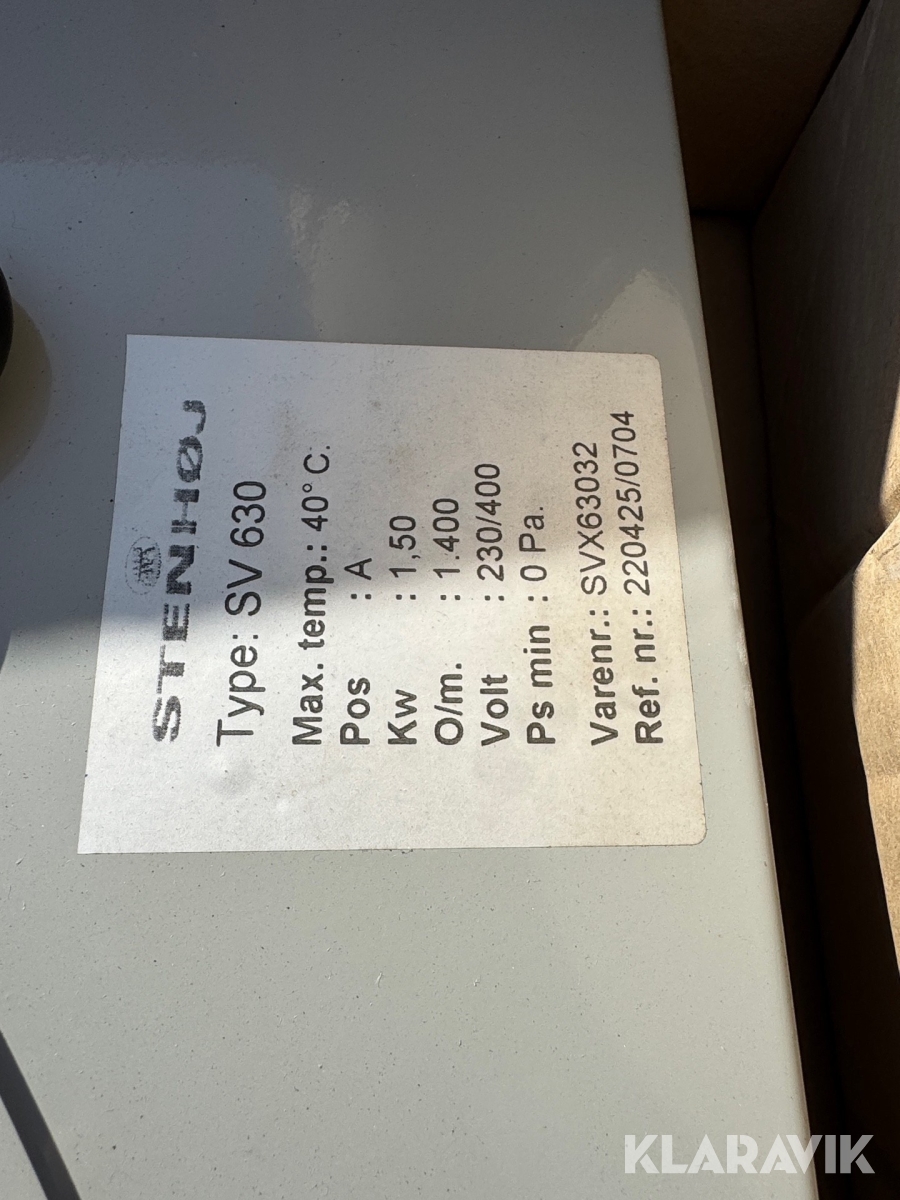 STENHØJ
Type: SV 630
Max. temp.: 40° C.
Pos : A
Kw : 1,50
O/m. : 1.400
Volt : 230/400
Ps min : 0 Pa.
Varenr.: SVX63032
Ref. nr.: 220425/0704
KLARAVIK